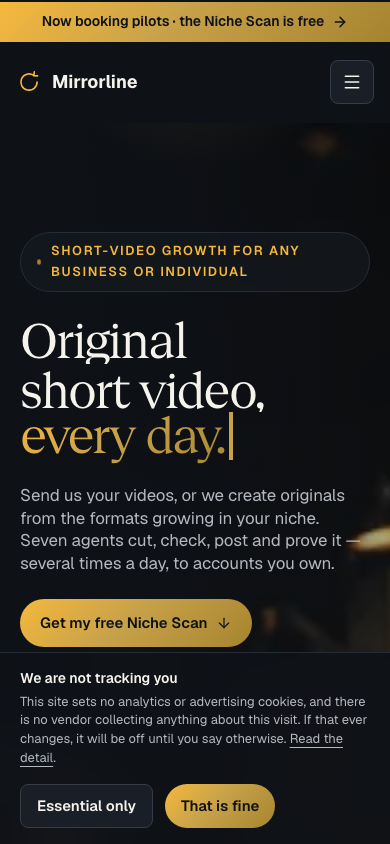 Now booking pilots · the Niche Scan is free →
Mirrorline
SHORT-VIDEO GROWTH FOR ANY
BUSINESS OR INDIVIDUAL
Original
short video,
every day.
Send us your videos, or we create originals
from the formats growing in your niche.
Seven agents cut, check, post and prove it —
several times a day, to accounts you own.
Get my free Niche Scan ↓
We are not tracking you
This site sets no analytics or advertising cookies, and there
is no vendor collecting anything about this visit. If that ever
changes, it will be off until you say otherwise. Read the
detail.
Essential only
That is fine